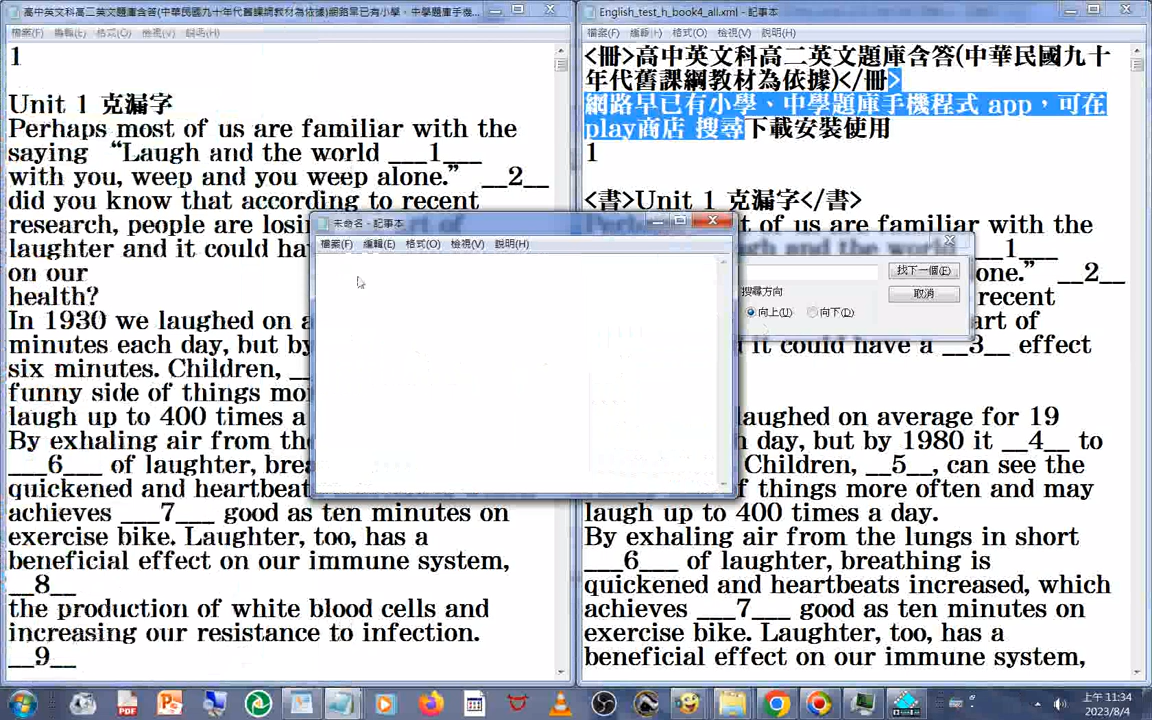 高中英文科高二英文題庫含答(中華民國九十年代舊課綱教材為依據)網路早已有小學、中學題庫手機...
檔案(F) 編輯(E) 格式(O) 檢視(V) 說明(H)
1
Unit 1 克漏字
Perhaps most of us are familiar with the
saying “Laugh and the world ___1___
with you, weep and you weep alone.” __2__
did you know that according to recent
research, people are losi
laughter and it could ha
on our
health?
In 1930 we laughed on a
minutes each day, but by
six minutes. Children, _
funny side of things mor
laugh up to 400 times a
By exhaling air from the
___6___ of laughter, brea
quickened and heartbeat
achieves ___7___ good as ten minutes on
exercise bike. Laughter, too, has a
beneficial effect on our immune system,
__8__
the production of white blood cells and
increasing our resistance to infection.
__9__
English_test_h_book4_all.xml - 記事本
檔案(F) 編輯(E) 格式(O) 檢視(V) 說明(H)
<冊>高中英文科高二英文題庫含答(中華民國九十
年代舊課綱教材為依據)</冊>
網路早已有小學、中學題庫手機程式 app，可在
play商店 搜尋下載安裝使用
1
<書>Unit 1 克漏字</書>
of us are familiar with the
gh and the world ___1___
one.” __2__
recent
art of
d it could have a __3__ effect
laughed on average for 19
h day, but by 1980 it __4__ to
Children, __5__, can see the
f things more often and may
laugh up to 400 times a day.
By exhaling air from the lungs in short
___6___ of laughter, breathing is
quickened and heartbeats increased, which
achieves ___7___ good as ten minutes on
exercise bike. Laughter, too, has a
beneficial effect on our immune system,
未命名 - 記事本
檔案(F) 編輯(E) 格式(O) 檢視(V) 說明(H)
找下一個(F)
搜尋方向
取消
向上(U) 向下(D)
上午 11:34
2023/8/4